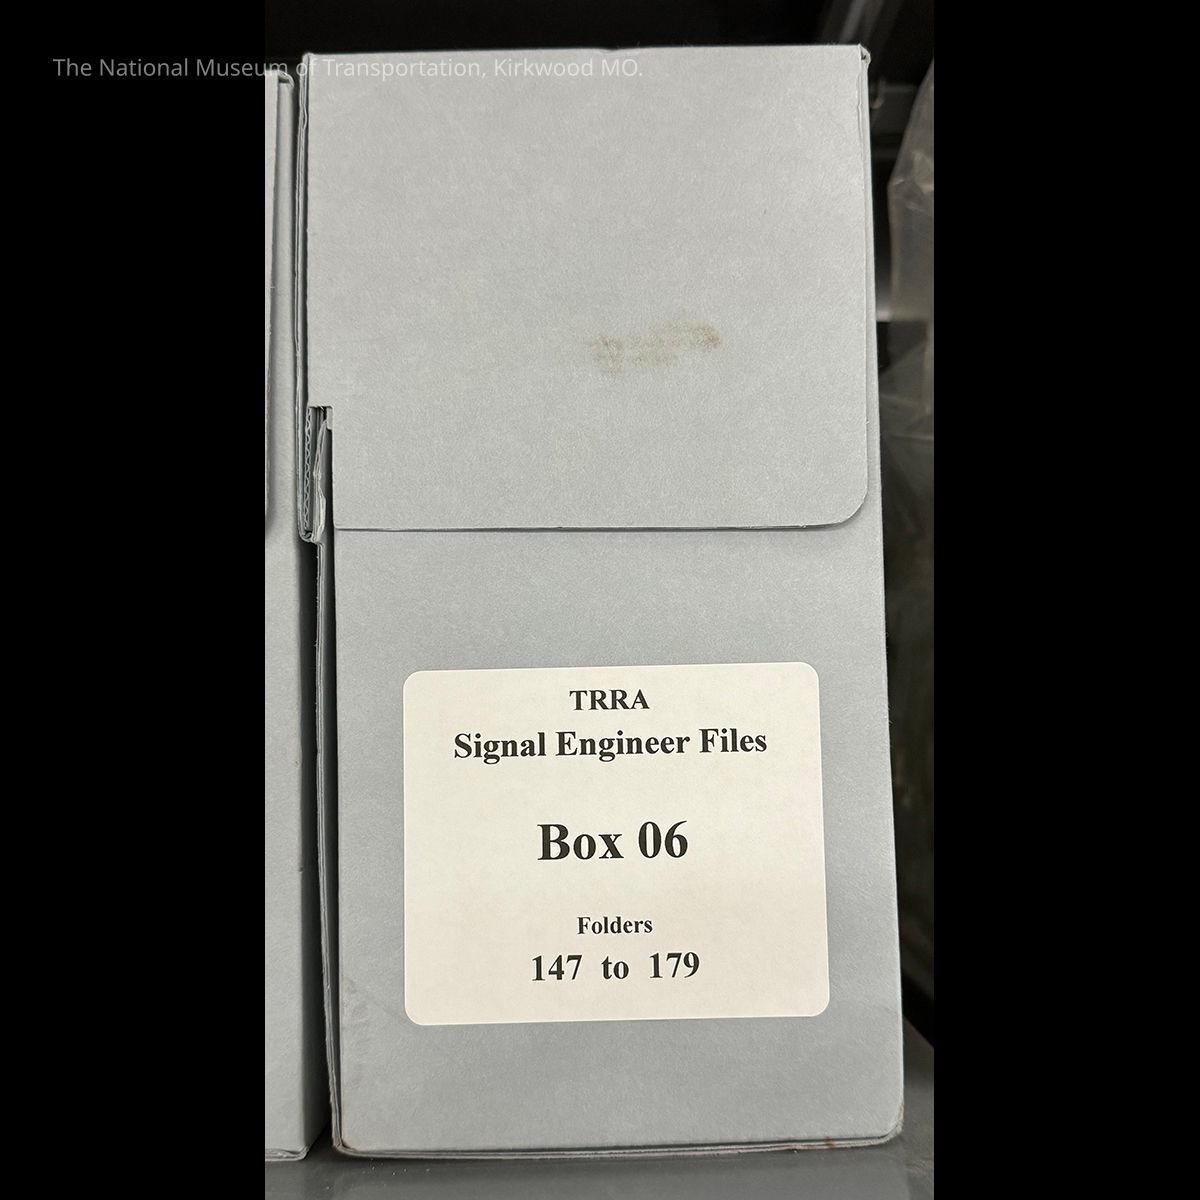 The National Museum of Transportation, Kirkwood MO.
TRRA
Signal Engineer Files
Box 06
Folders
147 to 179